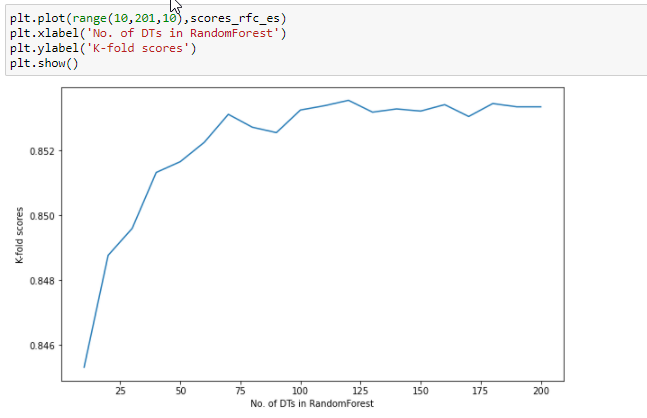 plt.plot(range(10,201,10),scores_rfc_es)
plt.xlabel('No. of DTs in RandomForest')
plt.ylabel('K-fold scores')
plt.show()
0.852
0.850
0.848
0.846
K-fold scores
25 50 75 100 125 150 175 200
No. of DTs in RandomForest